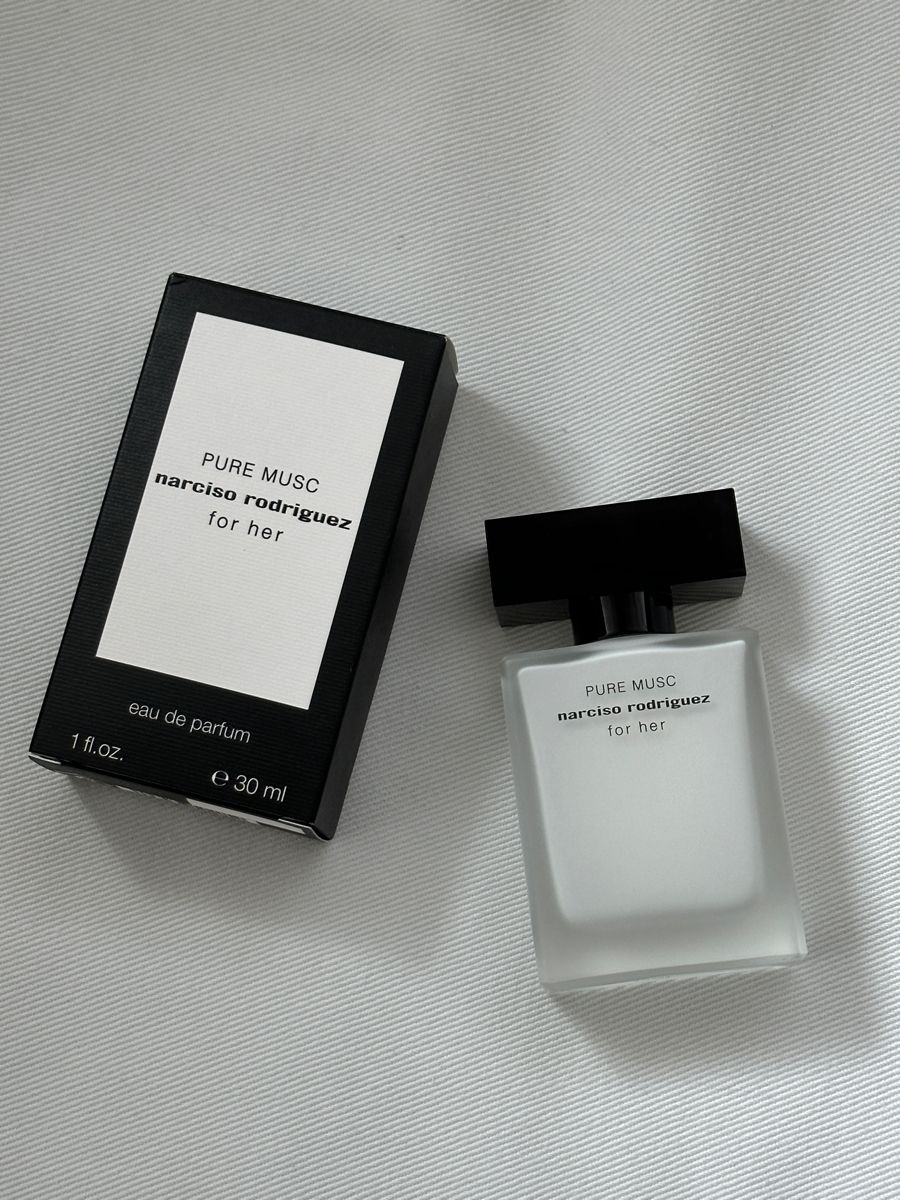 PURE MUSC
narciso rodriguez
for her
eau de parfum
1 fl.oz.
℮ 30 ml
PURE MUSC
narciso rodriguez
for her